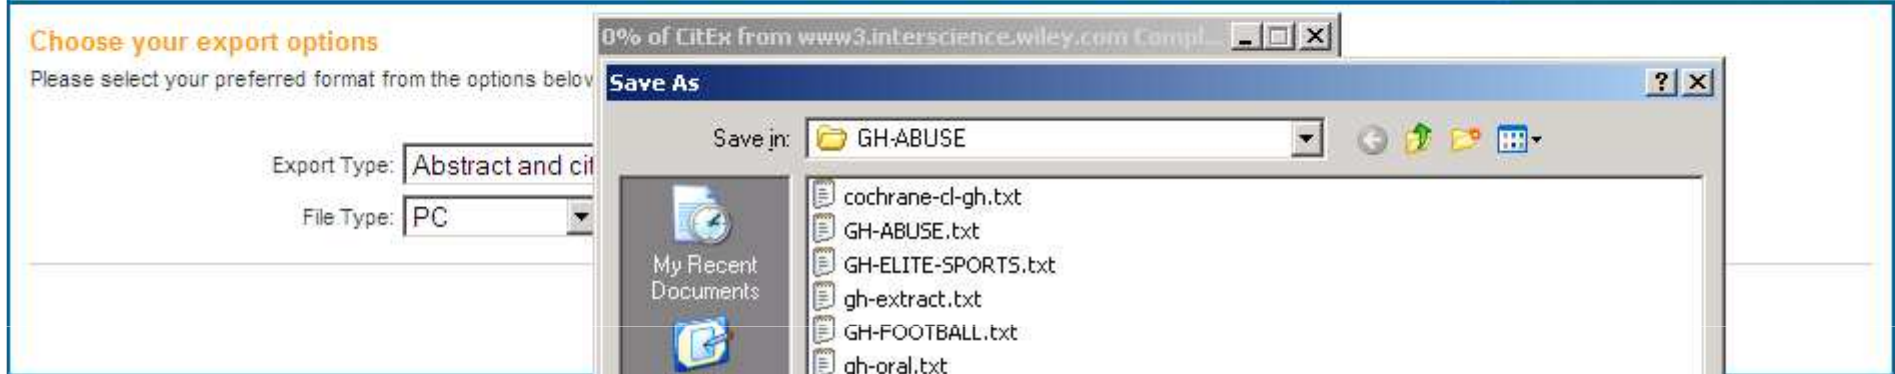 Choose your export options
Please select your preferred format from the options below
Export Type: Abstract and cit
File Type: PC
0% of CitEx from www3.interscience.wiley.com Compl...
Save As
Save in: GH-ABUSE
cochrane-cl-gh.txt
GH-ABUSE.txt
GH-ELITE-SPORTS.txt
gh-extract.txt
GH-FOOTBALL.txt
gh-oral.txt
My Recent
Documents